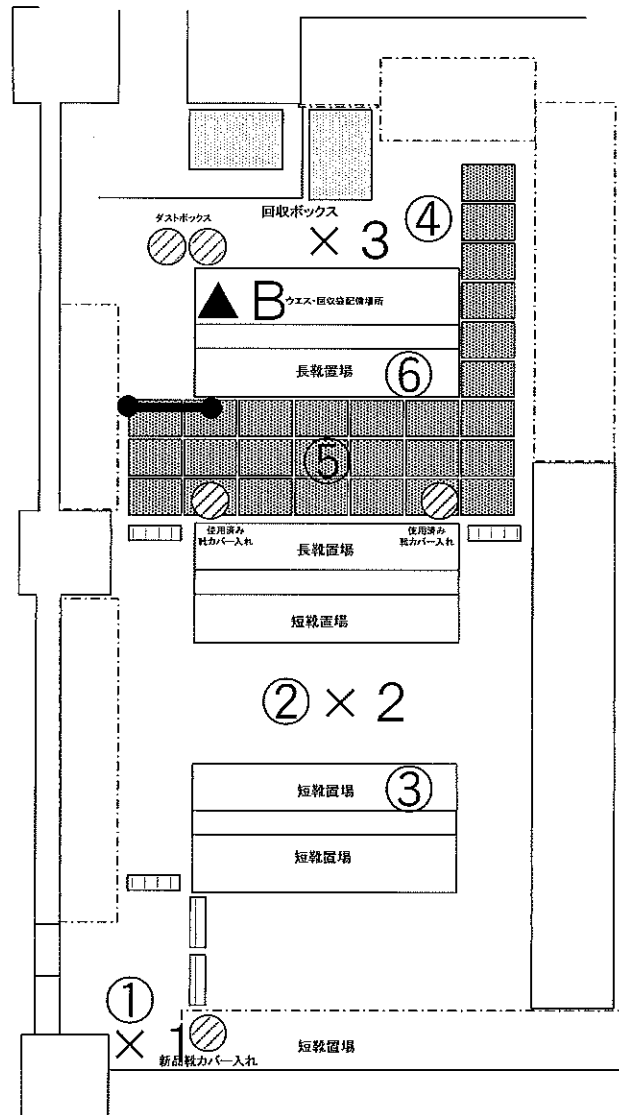 ダストボックス
回収ボックス
④
× 3
▲ B ウエス・回収袋配備場所
長靴置場 ⑥
⑤
使用済み
靴カバー入れ
使用済み
靴カバー入れ
長靴置場
短靴置場
② × 2
短靴置場 ③
短靴置場
①
× 1
新品靴カバー入れ
短靴置場